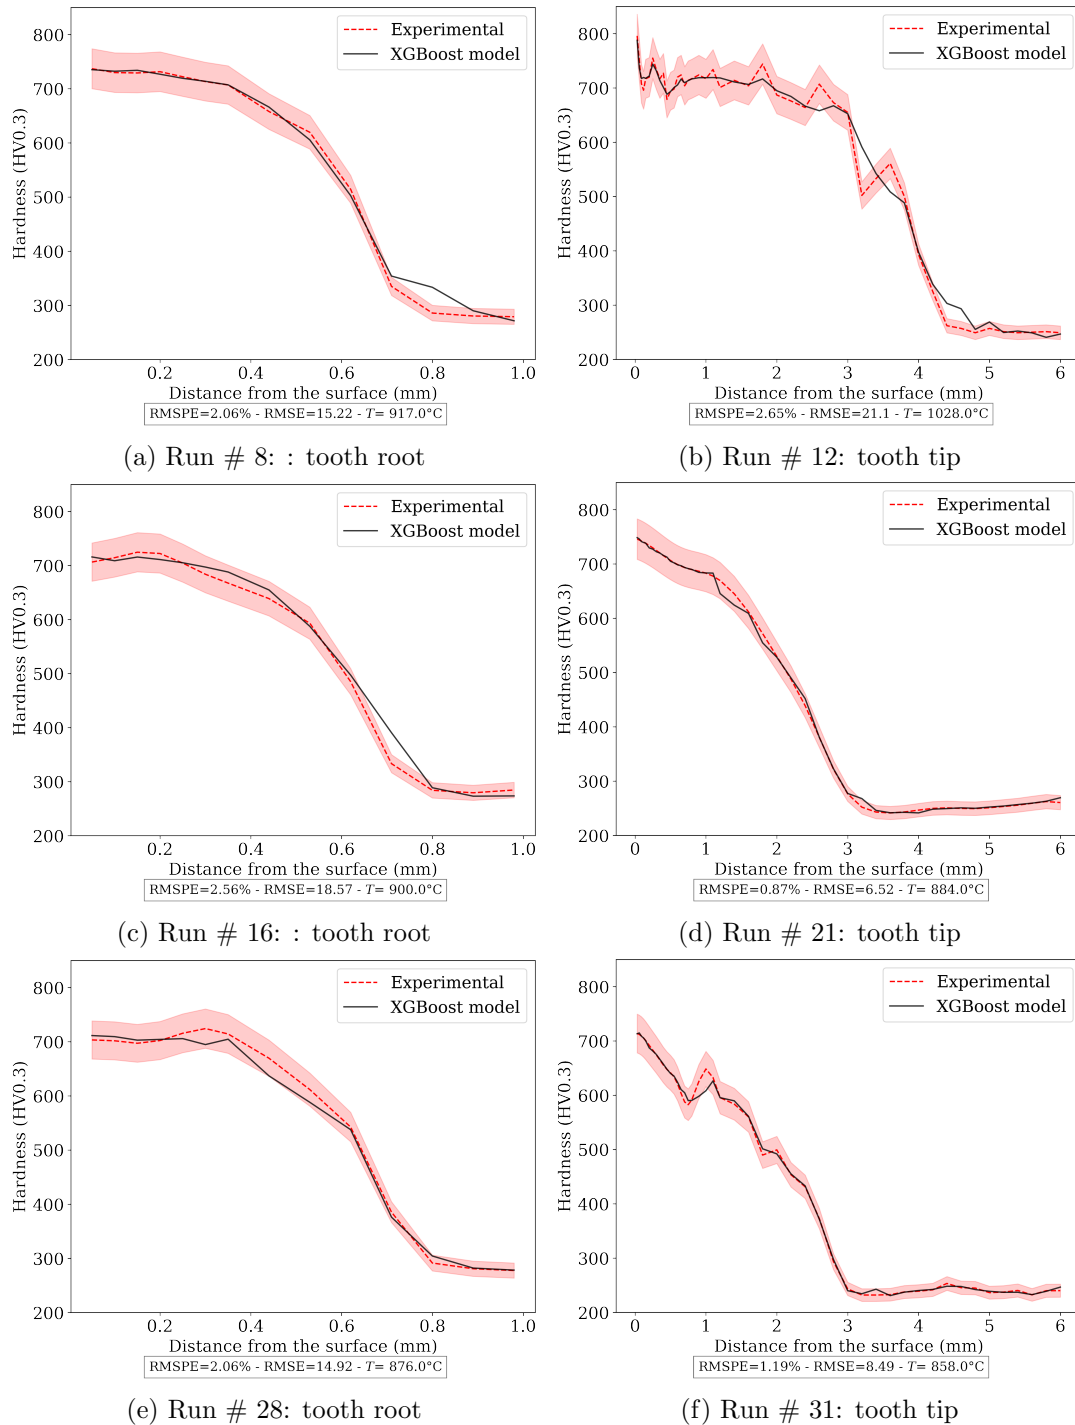 800
700
600
500
400
300
200
Hardness (HV0.3)
Experimental
XGBoost model
0.2
0.4
0.6
0.8
1.0
Distance from the surface (mm)
RMSPE=2.06% - RMSE=15.22 - T= 917.0°C
(a) Run # 8: : tooth root
800
700
600
500
400
300
200
Hardness (HV0.3)
Experimental
XGBoost model
0
1
2
3
4
5
6
Distance from the surface (mm)
RMSPE=2.65% - RMSE=21.1 - T= 1028.0°C
(b) Run # 12: tooth tip
800
700
600
500
400
300
200
Hardness (HV0.3)
Experimental
XGBoost model
0.2
0.4
0.6
0.8
1.0
Distance from the surface (mm)
RMSPE=2.56% - RMSE=18.57 - T= 900.0°C
(c) Run # 16: : tooth root
800
700
600
500
400
300
200
Hardness (HV0.3)
Experimental
XGBoost model
0
1
2
3
4
5
6
Distance from the surface (mm)
RMSPE=0.87% - RMSE=6.52 - T= 884.0°C
(d) Run # 21: tooth tip
800
700
600
500
400
300
200
Hardness (HV0.3)
Experimental
XGBoost model
0.2
0.4
0.6
0.8
1.0
Distance from the surface (mm)
RMSPE=2.06% - RMSE=14.92 - T= 876.0°C
(e) Run # 28: tooth root
800
700
600
500
400
300
200
Hardness (HV0.3)
Experimental
XGBoost model
0
1
2
3
4
5
6
Distance from the surface (mm)
RMSPE=1.19% - RMSE=8.49 - T= 858.0°C
(f) Run # 31: tooth tip